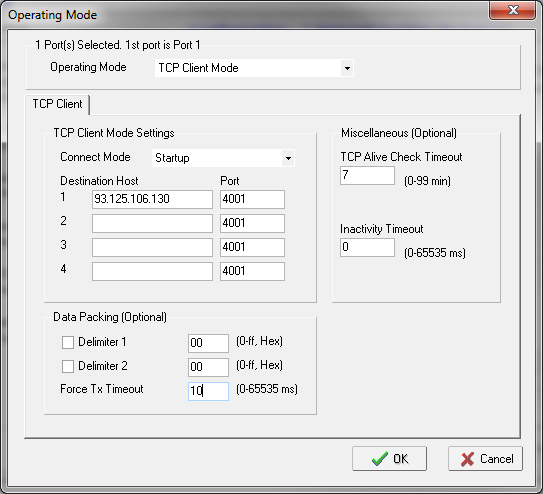 Operating Mode
1 Port(s) Selected. 1st port is Port 1
Operating Mode TCP Client Mode
TCP Client
TCP Client Mode Settings
Connect Mode Startup
Destination Host Port
1 93.125.106.130 4001
2 4001
3 4001
4 4001
Miscellaneous (Optional)
TCP Alive Check Timeout
7 (0-99 min)
Inactivity Timeout
0 (0-65535 ms)
Data Packing (Optional)
Delimiter 1 00 (0-ff, Hex)
Delimiter 2 00 (0-ff, Hex)
Force Tx Timeout 10 (0-65535 ms)
OK Cancel